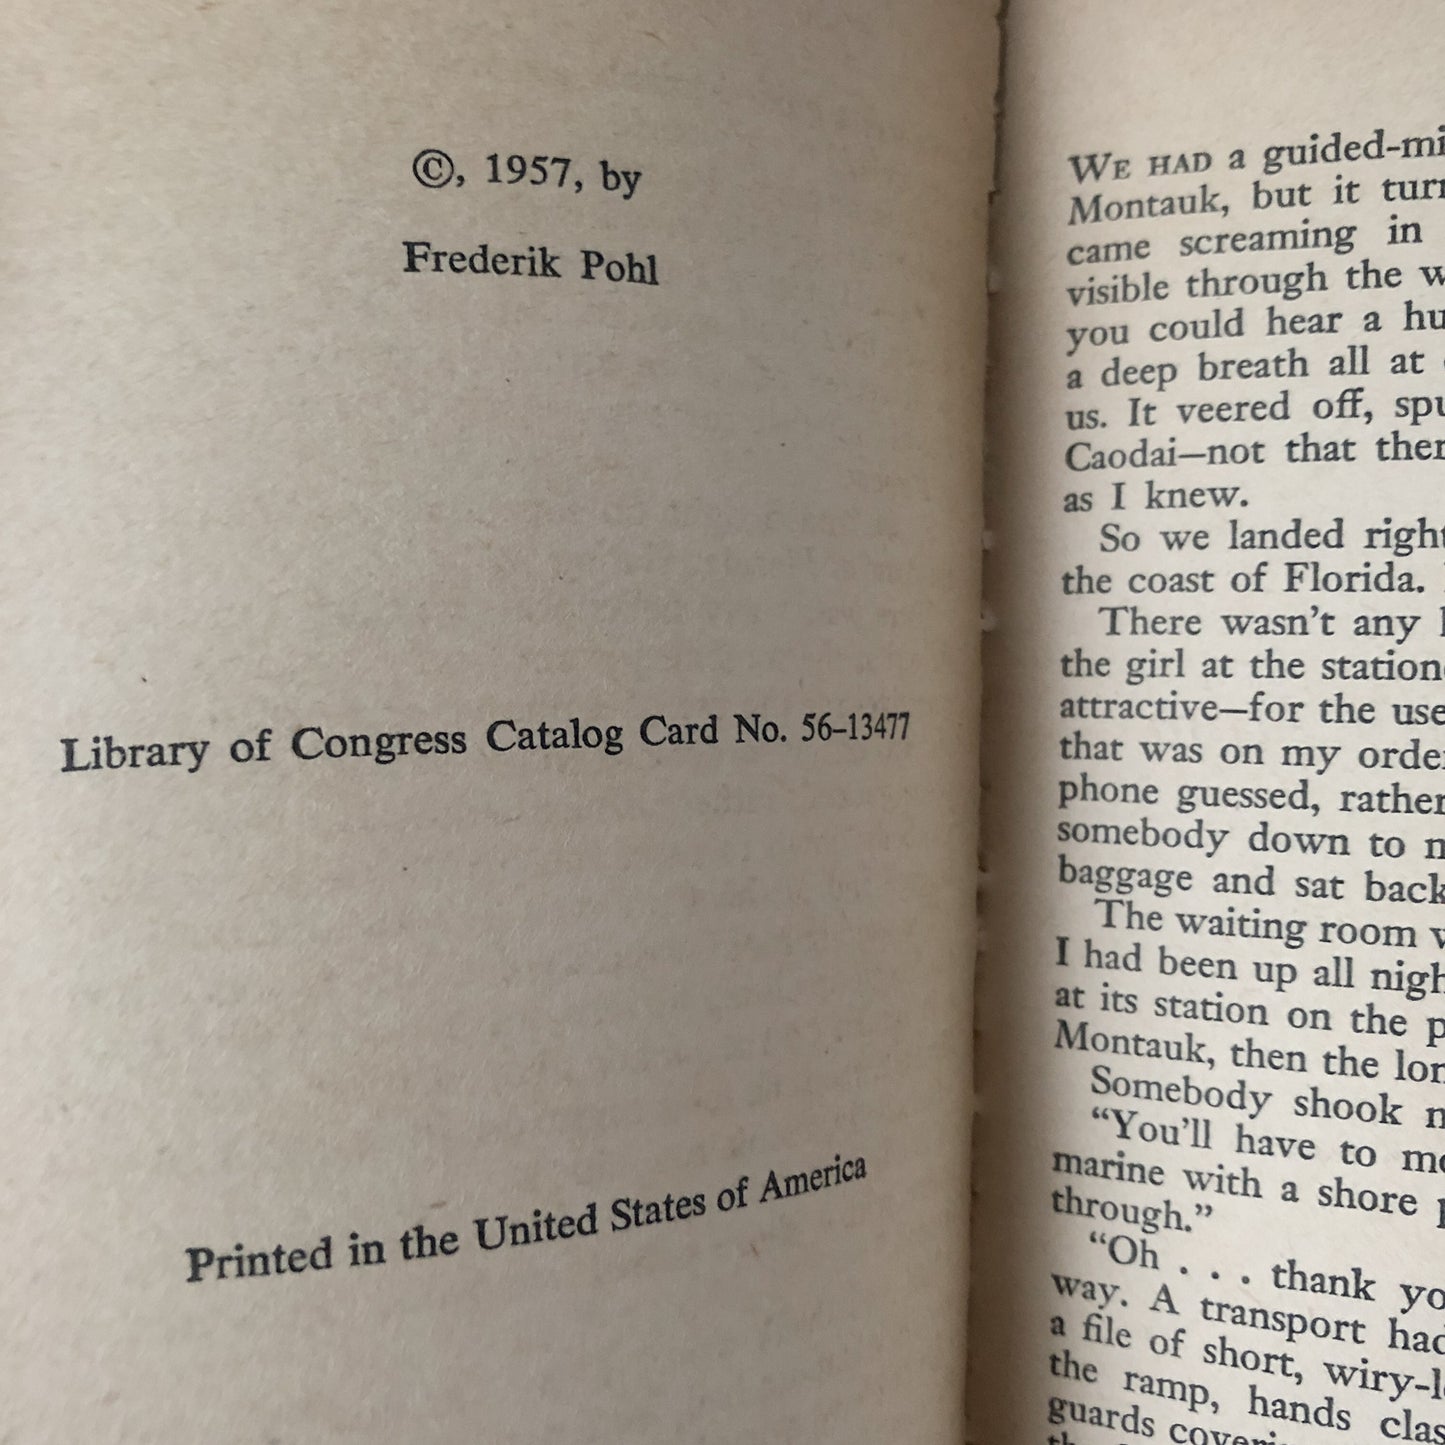 ©, 1957, by
Frederik Pohl
Library of Congress Catalog Card No. 56-13477
Printed in the United States of America
WE HAD a guided-mi
Montauk, but it turn
came screaming in
visible through the w
you could hear a hu
a deep breath all at
us. It veered off, spu
Caodai—not that ther
as I knew.
So we landed right
the coast of Florida.
There wasn't any
the girl at the station
attractive—for the use
that was on my order
phone guessed, rather
somebody down to
baggage and sat back
The waiting room
I had been up all nigh
at its station on the p
Montauk, then the lon
Somebody shook
"You'll have to mo
marine with a shore
through."
"Oh . . . thank yo
way. A transport had
a file of short, wiry-l
the ramp, hands clas
guards coveri